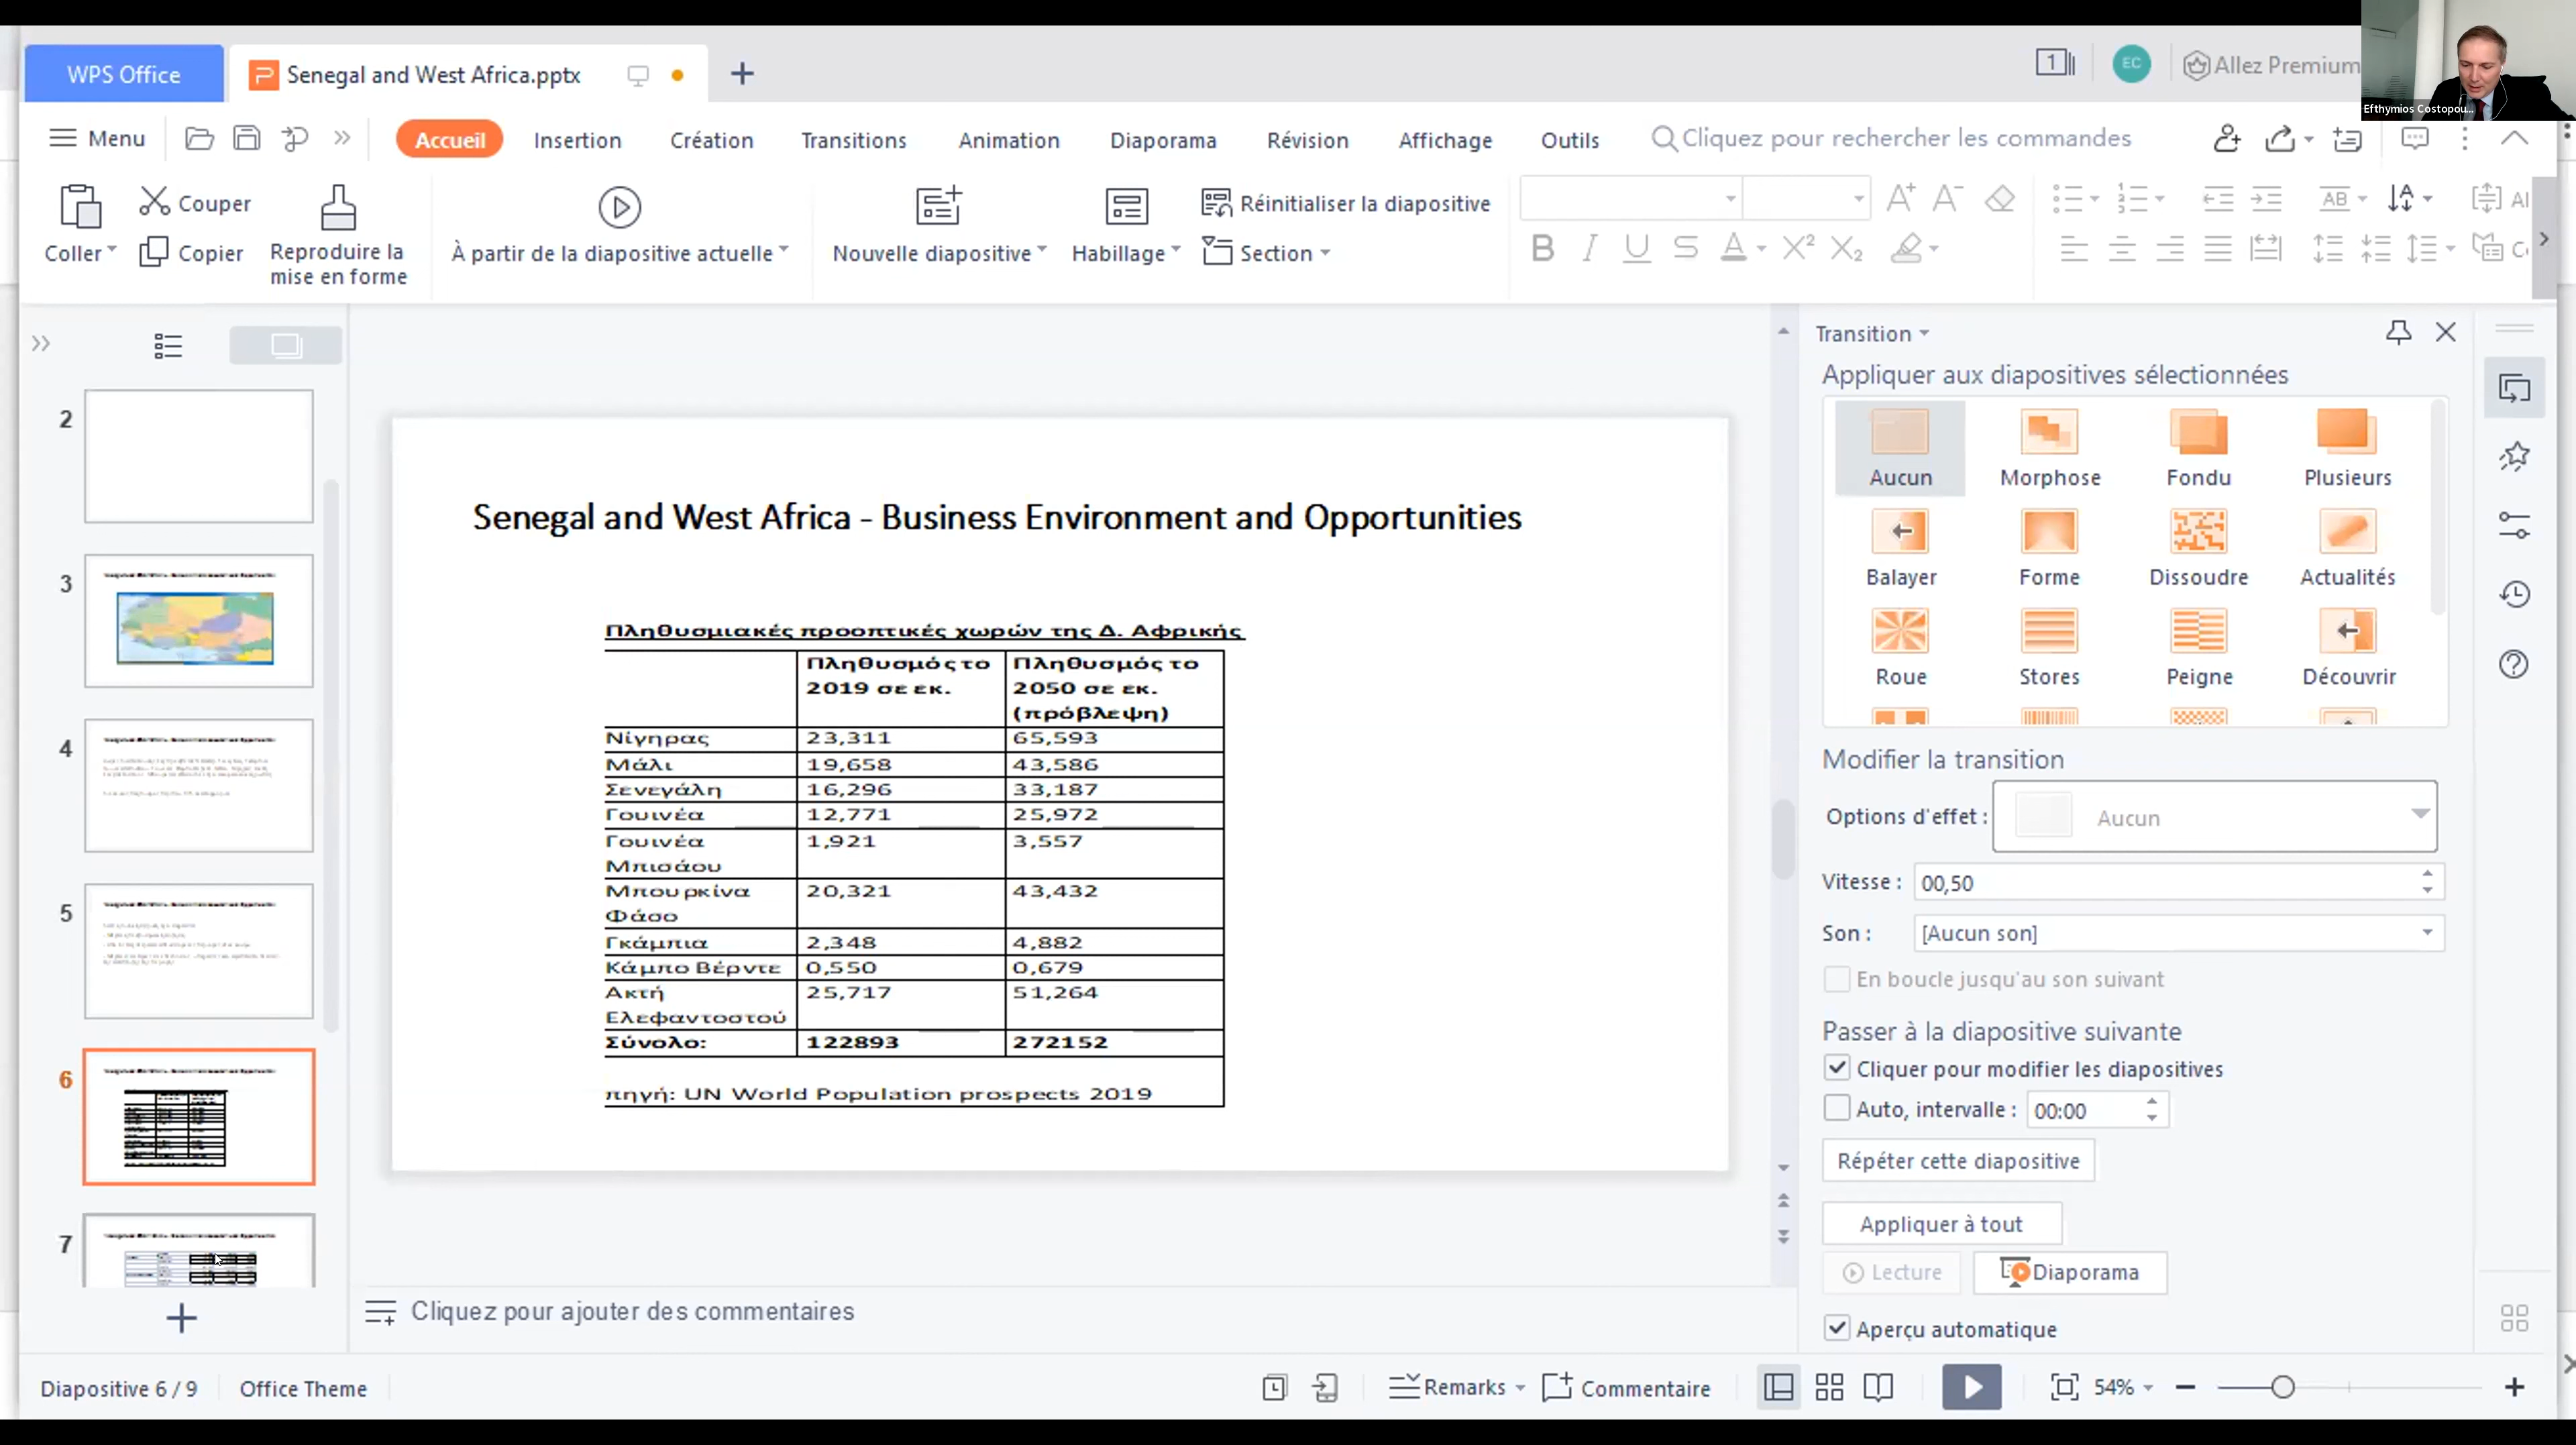 WPS Office
Senegal and West Africa.pptx
1
EC
Allez Premium
Efthymios Costopou...
Menu
Accueil
Insertion
Création
Transitions
Animation
Diaporama
Révision
Affichage
Outils
Cliquez pour rechercher les commandes
Coller
Couper
Copier
Reproduire la
mise en forme
À partir de la diapositive actuelle
Nouvelle diapositive
Habillage
Réinitialiser la diapositive
Section
2
3
4
5
6
7
Senegal and West Africa - Business Environment and Opportunities
Πληθυσμιακές προοπτικές χωρών της Δ. Αφρικής
Πληθυσμός το 2019 σε εκ. Πληθυσμός το 2050 σε εκ. (πρόβλεψη)
Νίγηρας 23,311 65,593
Μάλι 19,658 43,586
Σενεγάλη 16,296 33,187
Γουινέα 12,771 25,972
Γουινέα Μπισάου 1,921 3,557
Μπουρκίνα Φάσο 20,321 43,432
Γκάμπια 2,348 4,882
Κάμπο Βέρντε 0,550 0,679
Ακτή Ελεφαντοστού 25,717 51,264
Σύνολο: 122893 272152
πηγή: UN World Population prospects 2019
Cliquez pour ajouter des commentaires
Transition
Appliquer aux diapositives sélectionnées
Aucun Morphose Fondu Plusieurs
Balayer Forme Dissoudre Actualités
Roue Stores Peigne Découvrir
Modifier la transition
Options d'effet : Aucun
Vitesse : 00,50
Son : [Aucun son]
En boucle jusqu'au son suivant
Passer à la diapositive suivante
Cliquer pour modifier les diapositives
Auto, intervalle : 00:00
Répéter cette diapositive
Appliquer à tout
Lecture
Diaporama
Aperçu automatique
Diapositive 6 / 9
Office Theme
Remarks
Commentaire
54%